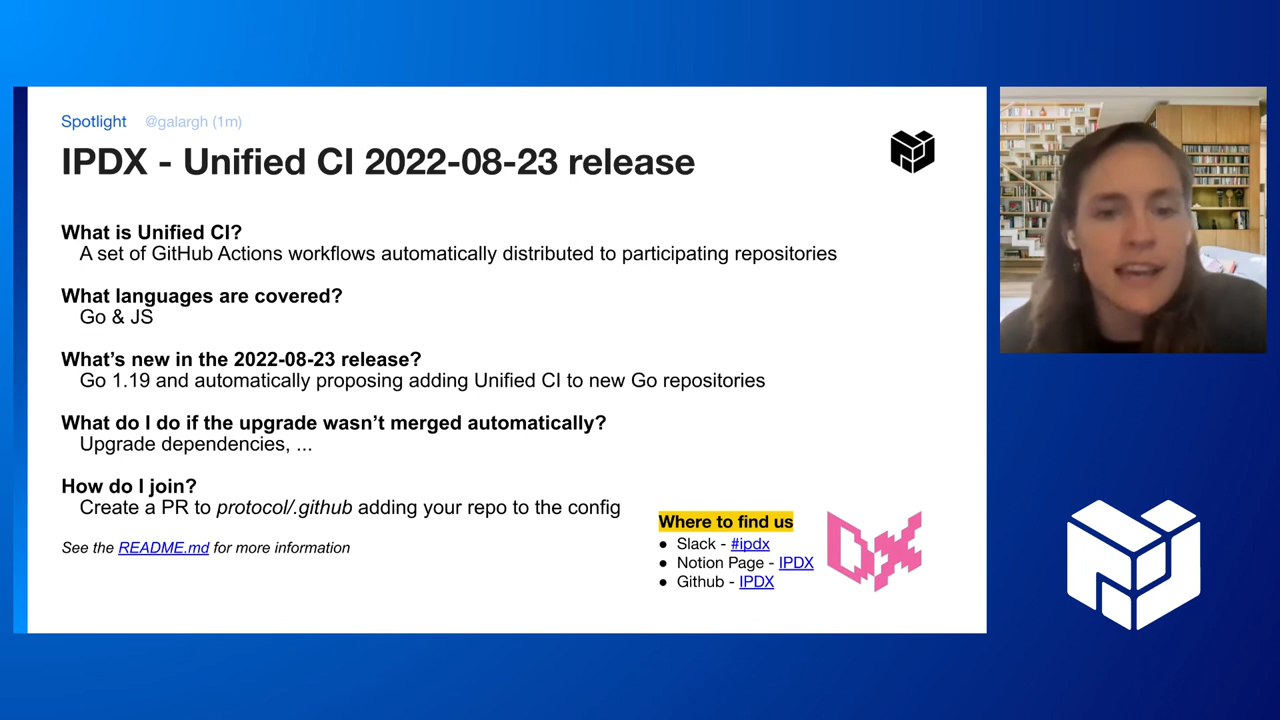 Spotlight @galargh (1m)
IPDX - Unified CI 2022-08-23 release
What is Unified CI?
A set of GitHub Actions workflows automatically distributed to participating repositories
What languages are covered?
Go & JS
What's new in the 2022-08-23 release?
Go 1.19 and automatically proposing adding Unified CI to new Go repositories
What do I do if the upgrade wasn't merged automatically?
Upgrade dependencies, ...
How do I join?
Create a PR to protocol/.github adding your repo to the config
See the README.md for more information
Where to find us
● Slack - #ipdx
● Notion Page - IPDX
● Github - IPDX
DX